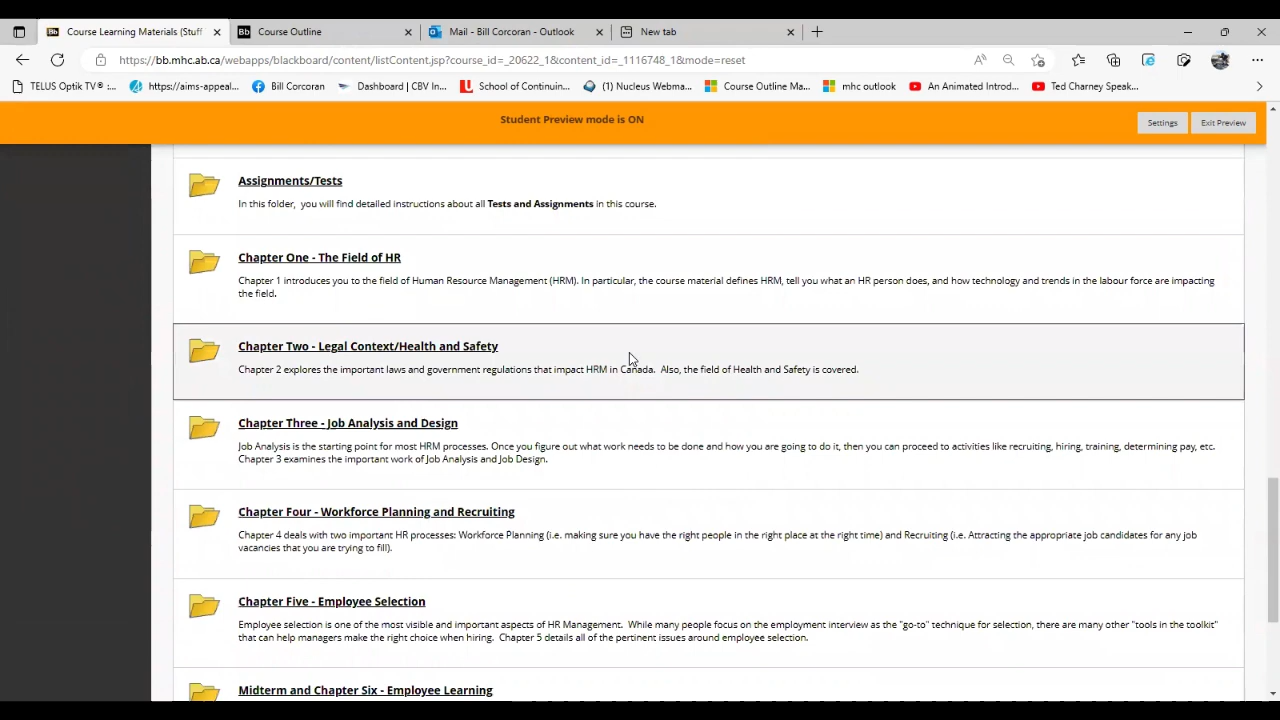 Course Learning Materials (Stuff
Course Outline
Mail - Bill Corcoran - Outlook
New tab
https://bb.mhc.ab.ca/webapps/blackboard/content/listContent.jsp?course_id=_20622_1&content_id=_1116748_1&mode=reset
TELUS Optik TV® :...
https://aims-appeal...
Bill Corcoran
Dashboard | CBV In...
School of Continuin...
(1) Nucleus Webma...
Course Outline Ma...
mhc outlook
An Animated Introd...
Ted Charney Speak...
Student Preview mode is ON
Settings
Exit Preview
Assignments/Tests
In this folder,  you will find detailed instructions about all Tests and Assignments in this course.
Chapter One - The Field of HR
Chapter 1 introduces you to the field of Human Resource Management (HRM). In particular, the course material defines HRM, tell you what an HR person does, and how technology and trends in the labour force are impacting
the field.
Chapter Two - Legal Context/Health and Safety
Chapter 2 explores the important laws and government regulations that impact HRM in Canada.  Also, the field of Health and Safety is covered.
Chapter Three - Job Analysis and Design
Job Analysis is the starting point for most HRM processes. Once you figure out what work needs to be done and how you are going to do it, then you can proceed to activities like recruiting, hiring, training, determining pay, etc.
Chapter 3 examines the important work of Job Analysis and Job Design.
Chapter Four - Workforce Planning and Recruiting
Chapter 4 deals with two important HR processes: Workforce Planning (i.e. making sure you have the right people in the right place at the right time) and Recruiting (i.e. Attracting the appropriate job candidates for any job
vacancies that you are trying to fill).
Chapter Five - Employee Selection
Employee selection is one of the most visible and important aspects of HR Management.  While many people focus on the employment interview as the "go-to" technique for selection, there are many other "tools in the toolkit"
that can help managers make the right choice when hiring.  Chapter 5 details all of the pertinent issues around employee selection.
Midterm and Chapter Six - Employee Learning